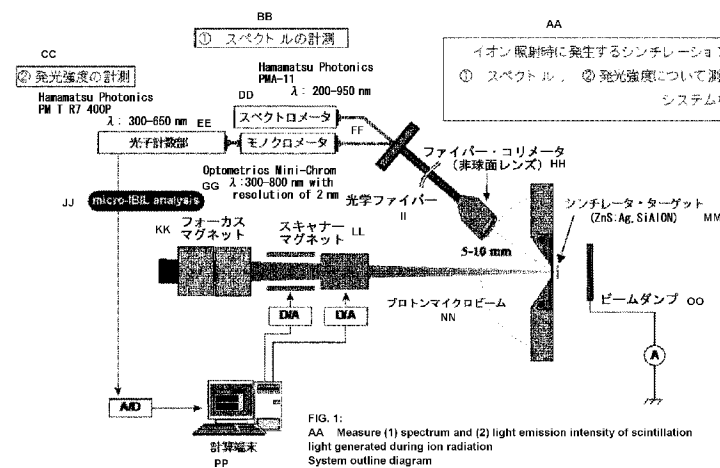 BB
① スペクトルの計測
AA
イオン照射時に発生するシンチレーショ
① スペクトル、 ②発光強度について測
システム
CC
② 発光強度の計測
Hamamatsu Photonics
PM T R7 400P
λ: 300-650 nm
EE
光子計数部
Hamamatsu Photonics
PMA-11
λ: 200-950 nm
DD
スペクトロメータ
FF
モノクロメータ
Optometrics Mini-Chrom
λ:300-800 nm with
resolution of 2 nm
GG
ファイバー・コリメータ
(非球面レンズ) HH
光学ファイバー
II
5-10 mm
JJ
micro-IBIL analysis
KK
フォーカス
マグネット
スキャナー
マグネット LL
シンチレータ・ターゲット
(ZnS:Ag, SiAlON) MM
プロトンマイクロビーム
NN
ビームダンプ OO
D/A
D/A
A
A/D
計算端末
PP
FIG. 1:
AA Measure (1) spectrum and (2) light emission intensity of scintillation
light generated during ion radiation
System outline diagram